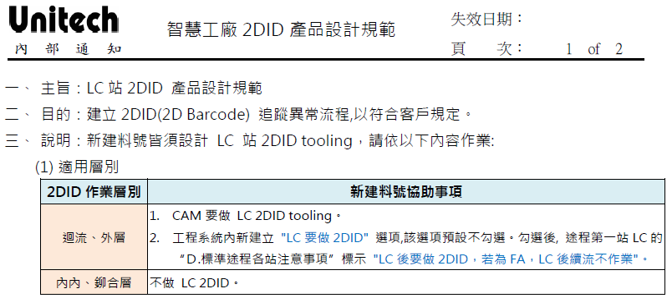 Unitech
內 部 通 知
智慧工廠 2DID 產品設計規範
失效日期：
頁 次： 1 of 2
一、 主旨：LC 站 2DID 產品設計規範
二、 目的：建立 2DID(2D Barcode) 追蹤異常流程,以符合客戶規定。
三、 說明：新建料號皆須設計 LC 站 2DID tooling，請依以下內容作業:
(1) 適用層別
2DID 作業層別 新建料號協助事項
迴流、外層
1. CAM 要做 LC 2DID tooling。
2. 工程系統內新建立 "LC 要做 2DID" 選項,該選項預設不勾選。勾選後, 途程第一站 LC 的
“D.標準途程各站注意事項” 標示 "LC 後要做 2DID，若為 FA，LC 後續流不作業"。
內內、鉚合層 不做 LC 2DID。